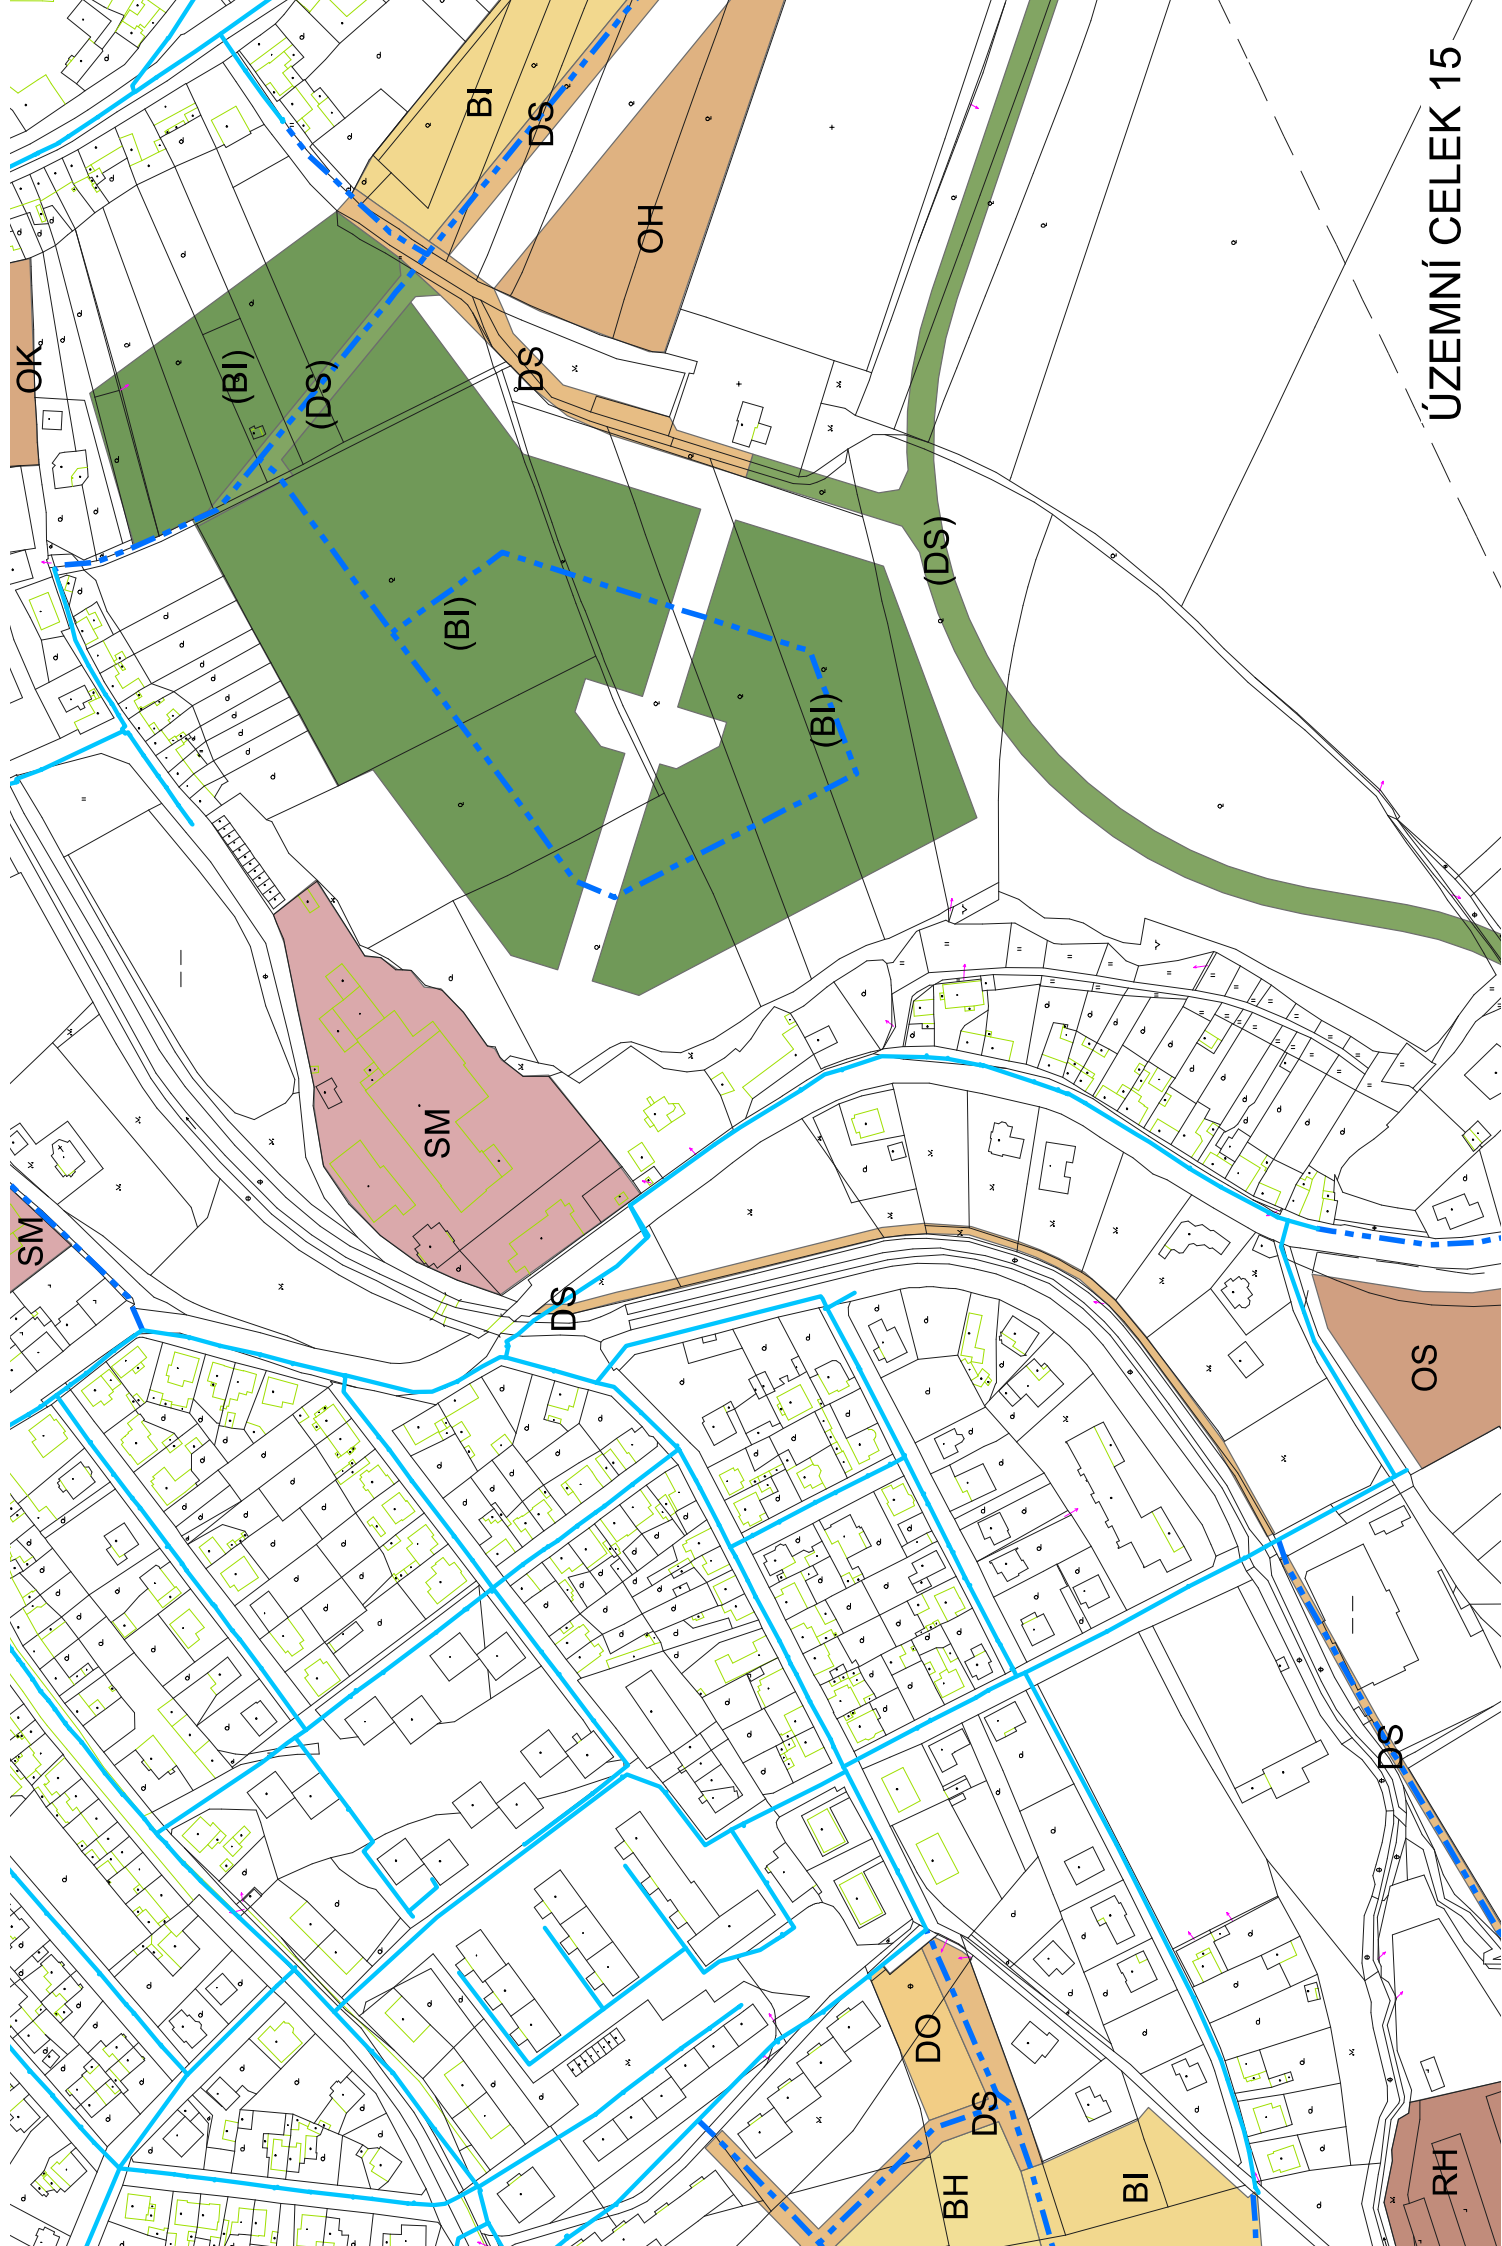 BI
DS
OH
OK
(BI)
(DS)
DS
ÚZEMNÍ CELEK 15
(DS)
(BI)
(BI)
SM
SM
DS
OS
DS
DO
DS
BH
BI
RH